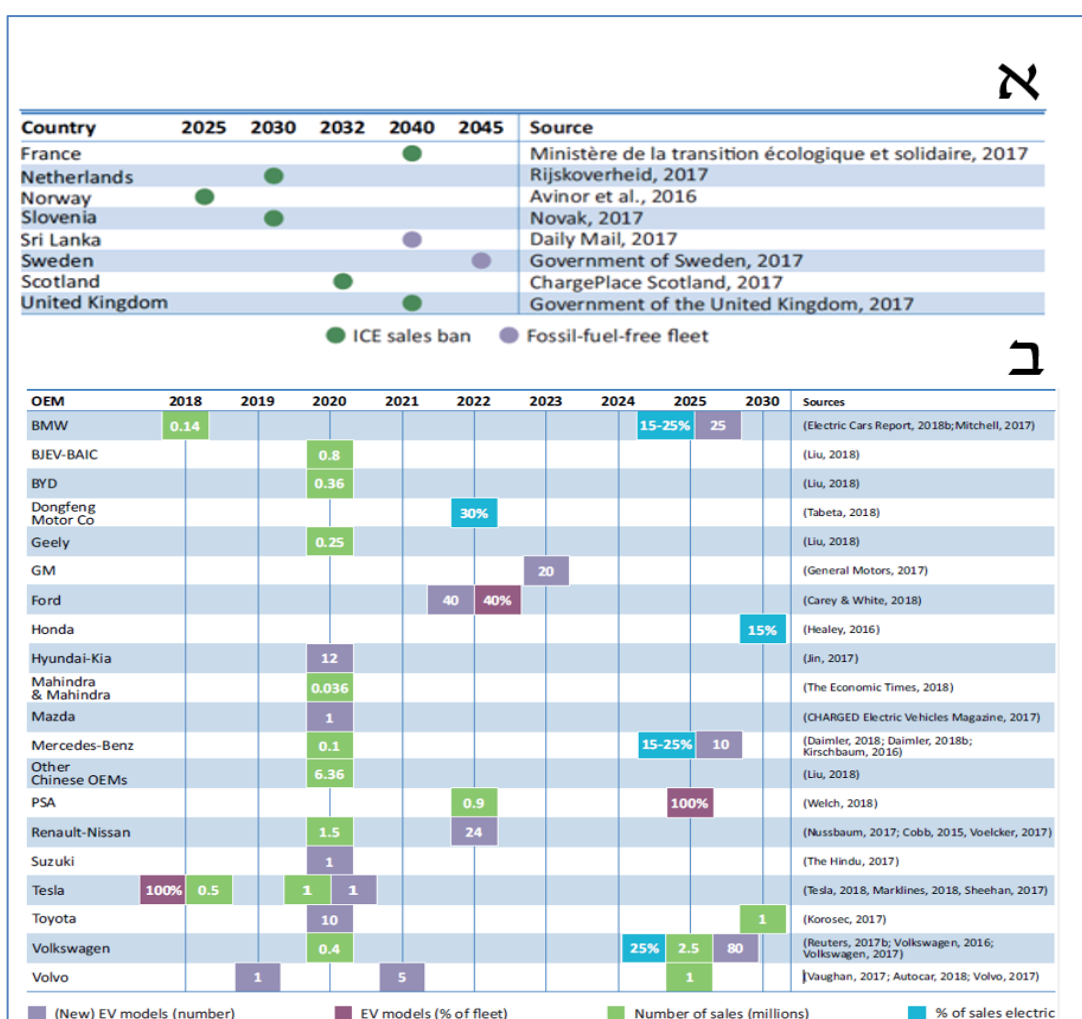 א
Country 2025 2030 2032 2040 2045 Source
France Ministère de la transition écologique et solidaire, 2017
Netherlands Rijskoverheid, 2017
Norway Avinor et al., 2016
Slovenia Novak, 2017
Sri Lanka Daily Mail, 2017
Sweden Government of Sweden, 2017
Scotland ChargePlace Scotland, 2017
United Kingdom Government of the United Kingdom, 2017
ICE sales ban Fossil-fuel-free fleet
ב
OEM 2018 2019 2020 2021 2022 2023 2024 2025 2030 Sources
BMW 0.14 15-25% 25 (Electric Cars Report, 2018b;Mitchell, 2017)
BJEV-BAIC 0.8 (Liu, 2018)
BYD 0.36 (Liu, 2018)
Dongfeng
Motor Co 30% (Tabeta, 2018)
Geely 0.25 (Liu, 2018)
GM 20 (General Motors, 2017)
Ford 40 40% (Carey & White, 2018)
Honda 15% (Healey, 2016)
Hyundai-Kia 12 (Jin, 2017)
Mahindra
& Mahindra 0.036 (The Economic Times, 2018)
Mazda 1 (CHARGED Electric Vehicles Magazine, 2017)
Mercedes-Benz 0.1 15-25% 10 (Daimler, 2018; Daimler, 2018b;
Kirschbaum, 2016)
Other
Chinese OEMs 6.36 (Liu, 2018)
PSA 0.9 100% (Welch, 2018)
Renault-Nissan 1.5 24 (Nussbaum, 2017; Cobb, 2015, Voelcker, 2017)
Suzuki 1 (The Hindu, 2017)
Tesla 100% 0.5 1 1 (Tesla, 2018, Marklines, 2018, Sheehan, 2017)
Toyota 10 1 (Korosec, 2017)
Volkswagen 0.4 25% 2.5 80 (Reuters, 2017b; Volkswagen, 2016;
Volkswagen, 2017)
Volvo 1 5 1 (Vaughan, 2017; Autocar, 2018; Volvo, 2017)
(New) EV models (number) EV models (% of fleet) Number of sales (millions) % of sales electric